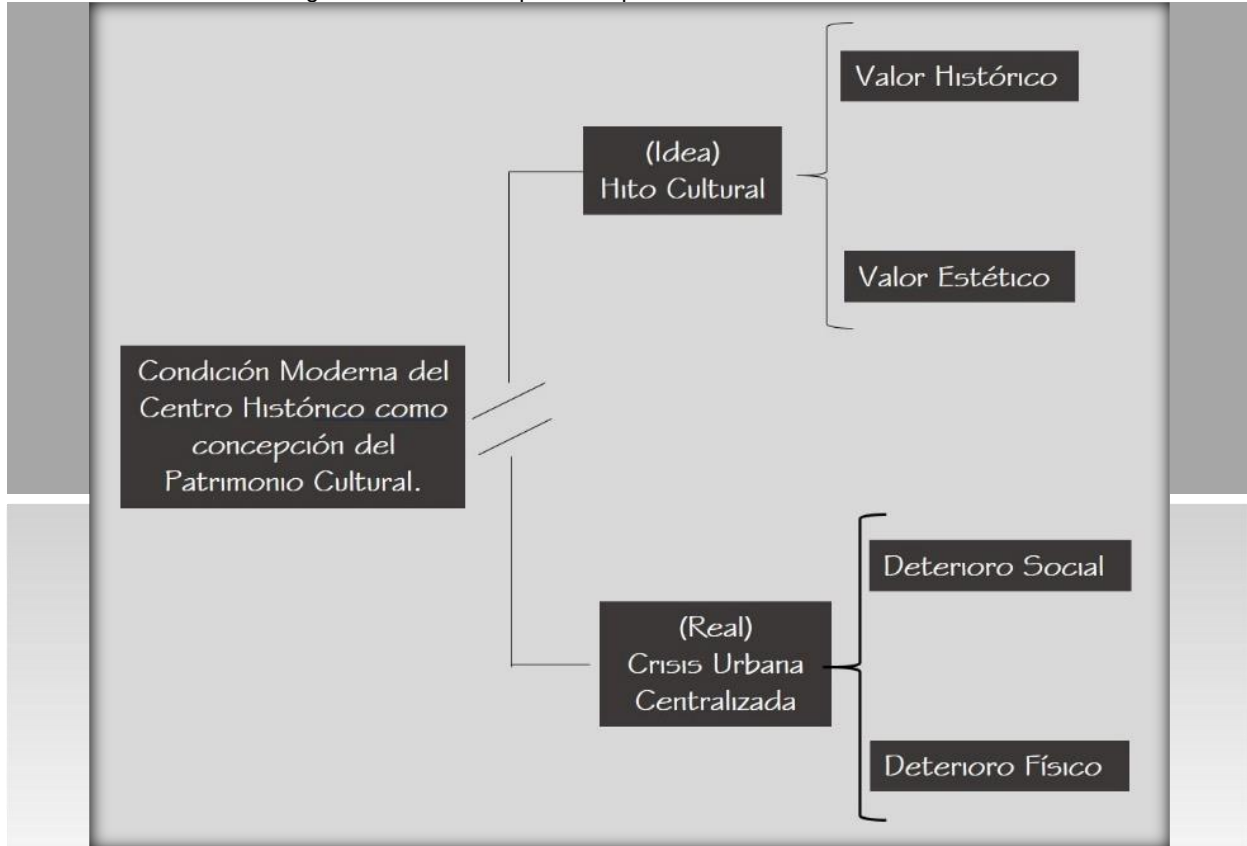 Valor Histórico
(Idea)
Hito Cultural
Valor Estético
Condición Moderna del
Centro Histórico como
concepción del
Patrimonio Cultural.
Deterioro Social
(Real)
Crisis Urbana
Centralizada
Deterioro Físico